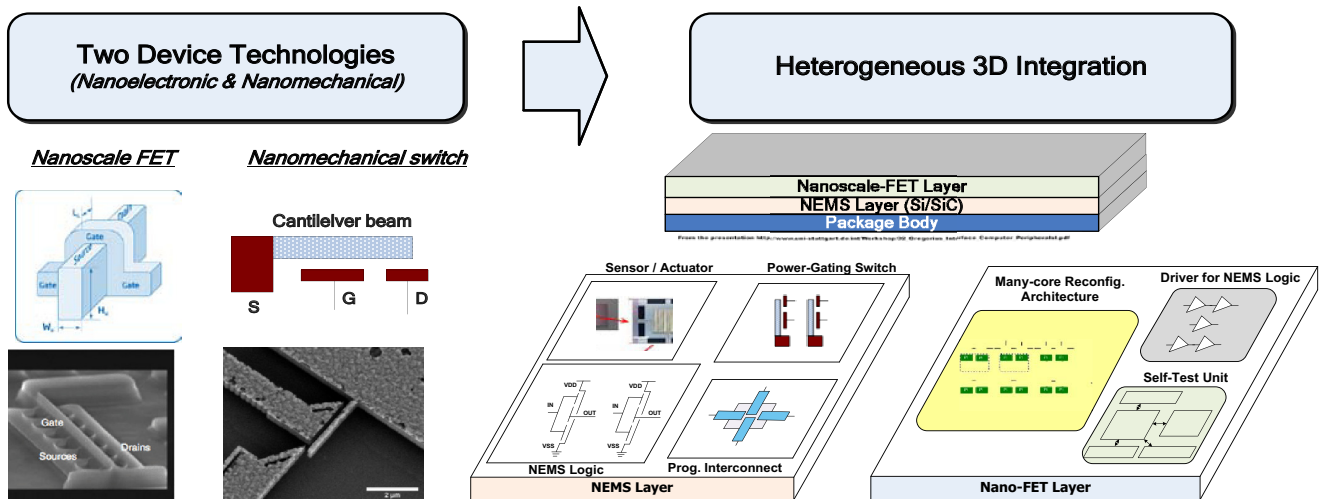 Two Device Technologies
(Nanoelectronic & Nanomechanical)
Heterogeneous 3D Integration
Nanoscale FET
Nanomechanical switch
Gate
Source
Drain
Gate
Gate
Cantilelver beam
S
G
D
Gate
Sources
Drains
2 µm
Nanoscale-FET Layer
NEMS Layer (Si/SiC)
Package Body
Sensor / Actuator
Power-Gating Switch
VDD
IN
OUT
VSS
VDD
IN
OUT
VSS
NEMS Logic
Prog. Interconnect
NEMS Layer
Many-core Reconfig.
Architecture
Driver for NEMS Logic
Self-Test Unit
Nano-FET Layer